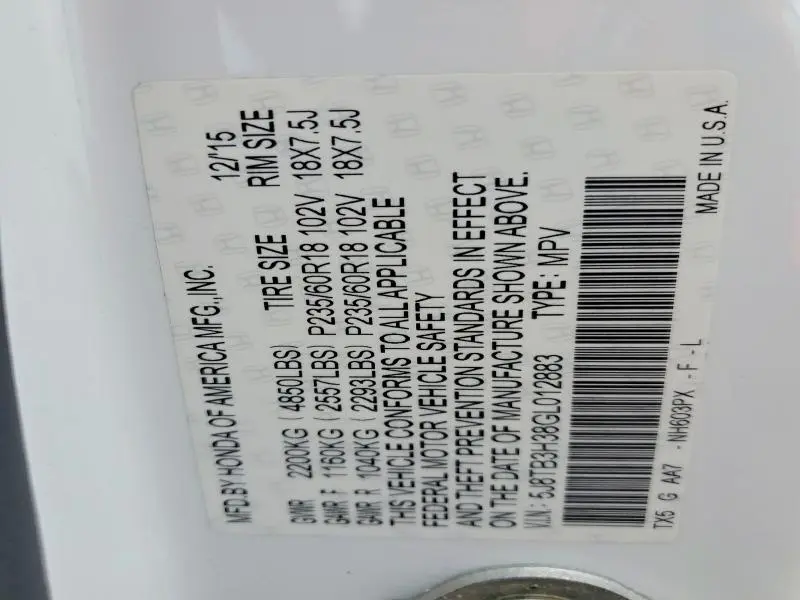 MFD. BY HONDA OF AMERICA MFG., INC. 12/'15
TIRE SIZE RIM SIZE
GVWR 2200KG (4850LBS)
GAWR F 1160KG (2557LBS) P235/60R18 102V 18X7.5J
GAWR R 1040KG (2293LBS) P235/60R18 102V 18X7.5J
THIS VEHICLE CONFORMS TO ALL APPLICABLE
FEDERAL MOTOR VEHICLE SAFETY
AND THEFT PREVENTION STANDARDS IN EFFECT
ON THE DATE OF MANUFACTURE SHOWN ABOVE.
V.I.N.: 5J8TB3H38GL012883 TYPE: MPV
TX5 G AA7 -NH603PX -F -L
MADE IN U.S.A.